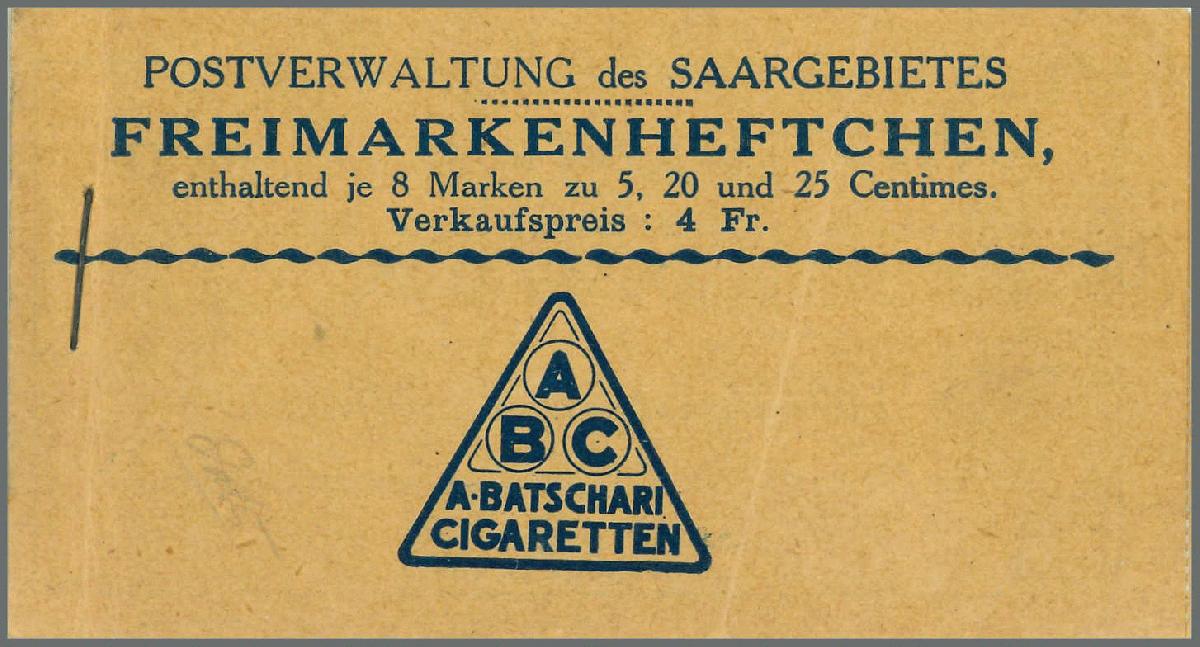 POSTVERWALTUNG des SAARGEBIETES
FREIMARKENHEFTCHEN,
enthaltend je 8 Marken zu 5, 20 und 25 Centimes.
Verkaufspreis : 4 Fr.
A
B C
A·BATSCHARI
CIGARETTEN